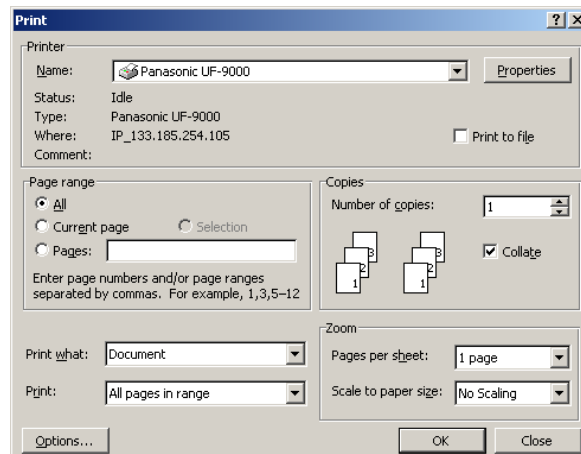 Print
Printer
Name: Panasonic UF-9000 Properties
Status: Idle
Type: Panasonic UF-9000
Where: IP_133.185.254.105 Print to file
Comment:
Page range
All
Current page Selection
Pages:
Enter page numbers and/or page ranges
separated by commas. For example, 1,3,5–12
Copies
Number of copies: 1
3 3
2 2
1 1
Collate
Print what: Document
Print: All pages in range
Zoom
Pages per sheet: 1 page
Scale to paper size: No Scaling
Options... OK Close